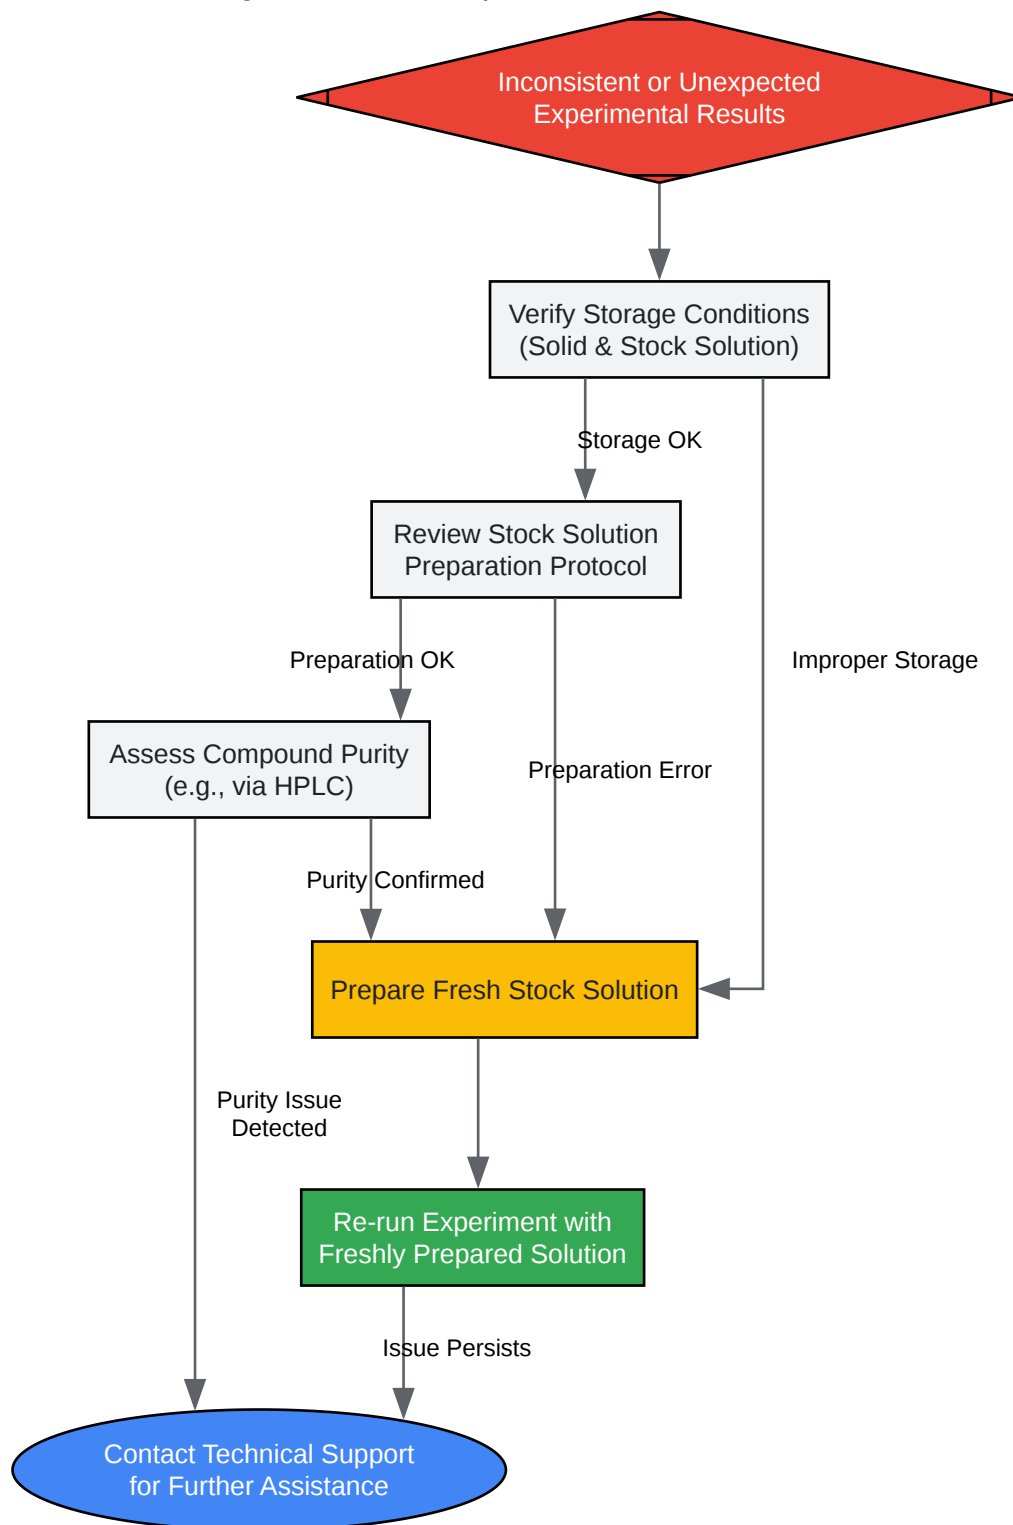 Inconsistent or Unexpected
Experimental Results
Verify Storage Conditions
(Solid & Stock Solution)
Storage OK
Review Stock Solution
Preparation Protocol
Preparation OK
Improper Storage
Assess Compound Purity
(e.g., via HPLC)
Preparation Error
Purity Confirmed
Prepare Fresh Stock Solution
Purity Issue
Detected
Re-run Experiment with
Freshly Prepared Solution
Issue Persists
Contact Technical Support
for Further Assistance